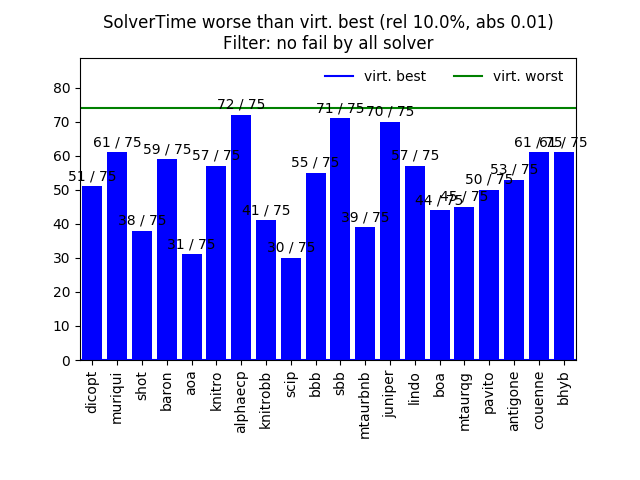 SolverTime worse than virt. best (rel 10.0%, abs 0.01)
Filter: no fail by all solver
virt. best
virt. worst
80
70
60
50
40
30
20
10
0
51 / 75
61 / 75
38 / 75
59 / 75
31 / 75
57 / 75
72 / 75
41 / 75
30 / 75
55 / 75
71 / 75
39 / 75
70 / 75
57 / 75
44 / 75
45 / 75
50 / 75
53 / 75
61 / 75
61 / 75
dicopt
muriqui
shot
baron
aoa
knitro
alphaecp
knitrobb
scip
bbb
sbb
mtaurbnb
juniper
lindo
boa
mtaurqg
pavito
antigone
couenne
bhyb